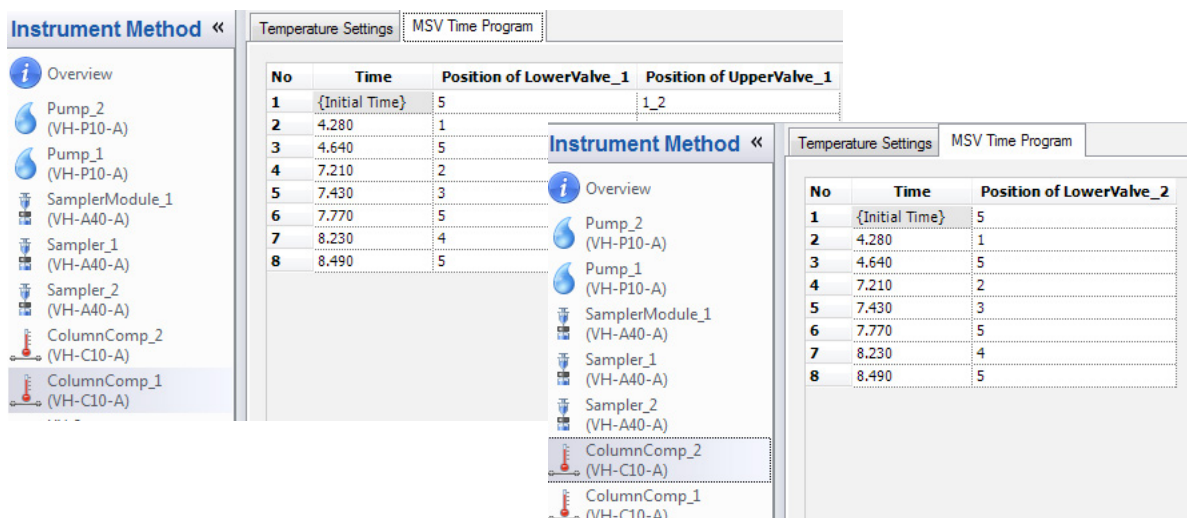 Instrument Method «
Overview
Pump_2
(VH-P10-A)
Pump_1
(VH-P10-A)
SamplerModule_1
(VH-A40-A)
Sampler_1
(VH-A40-A)
Sampler_2
(VH-A40-A)
ColumnComp_2
(VH-C10-A)
ColumnComp_1
(VH-C10-A)
Temperature Settings MSV Time Program
No Time Position of LowerValve_1 Position of UpperValve_1
1 {Initial Time} 5 1_2
2 4.280 1
3 4.640 5
4 7.210 2
5 7.430 3
6 7.770 5
7 8.230 4
8 8.490 5
Instrument Method «
Overview
Pump_2
(VH-P10-A)
Pump_1
(VH-P10-A)
SamplerModule_1
(VH-A40-A)
Sampler_1
(VH-A40-A)
Sampler_2
(VH-A40-A)
ColumnComp_2
(VH-C10-A)
ColumnComp_1
(VH-C10-A)
Temperature Settings MSV Time Program
No Time Position of LowerValve_2
1 {Initial Time} 5
2 4.280 1
3 4.640 5
4 7.210 2
5 7.430 3
6 7.770 5
7 8.230 4
8 8.490 5